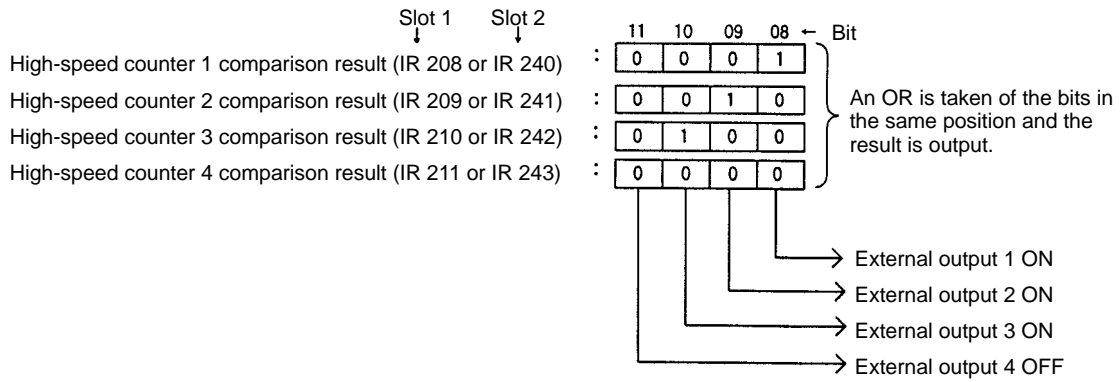 Slot 1 Slot 2
11 10 09 08 ← Bit
High-speed counter 1 comparison result (IR 208 or IR 240) : 0 0 0 1
High-speed counter 2 comparison result (IR 209 or IR 241) : 0 0 1 0
High-speed counter 3 comparison result (IR 210 or IR 242) : 0 1 0 0
High-speed counter 4 comparison result (IR 211 or IR 243) : 0 0 0 0
An OR is taken of the bits in
the same position and the
result is output.
External output 1 ON
External output 2 ON
External output 3 ON
External output 4 OFF